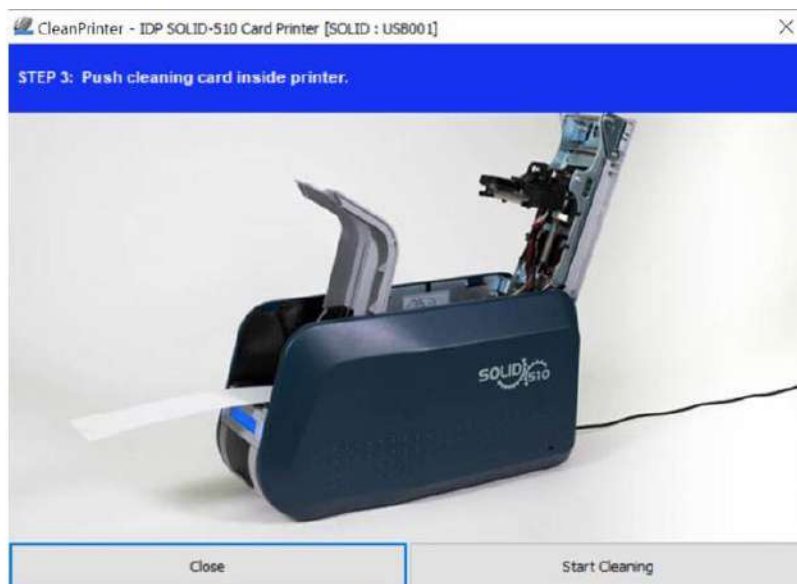 CleanPrinter - IDP SOLID-510 Card Printer [SOLID : USB001]
STEP 3: Push cleaning card inside printer.
SOLID 510
Close
Start Cleaning